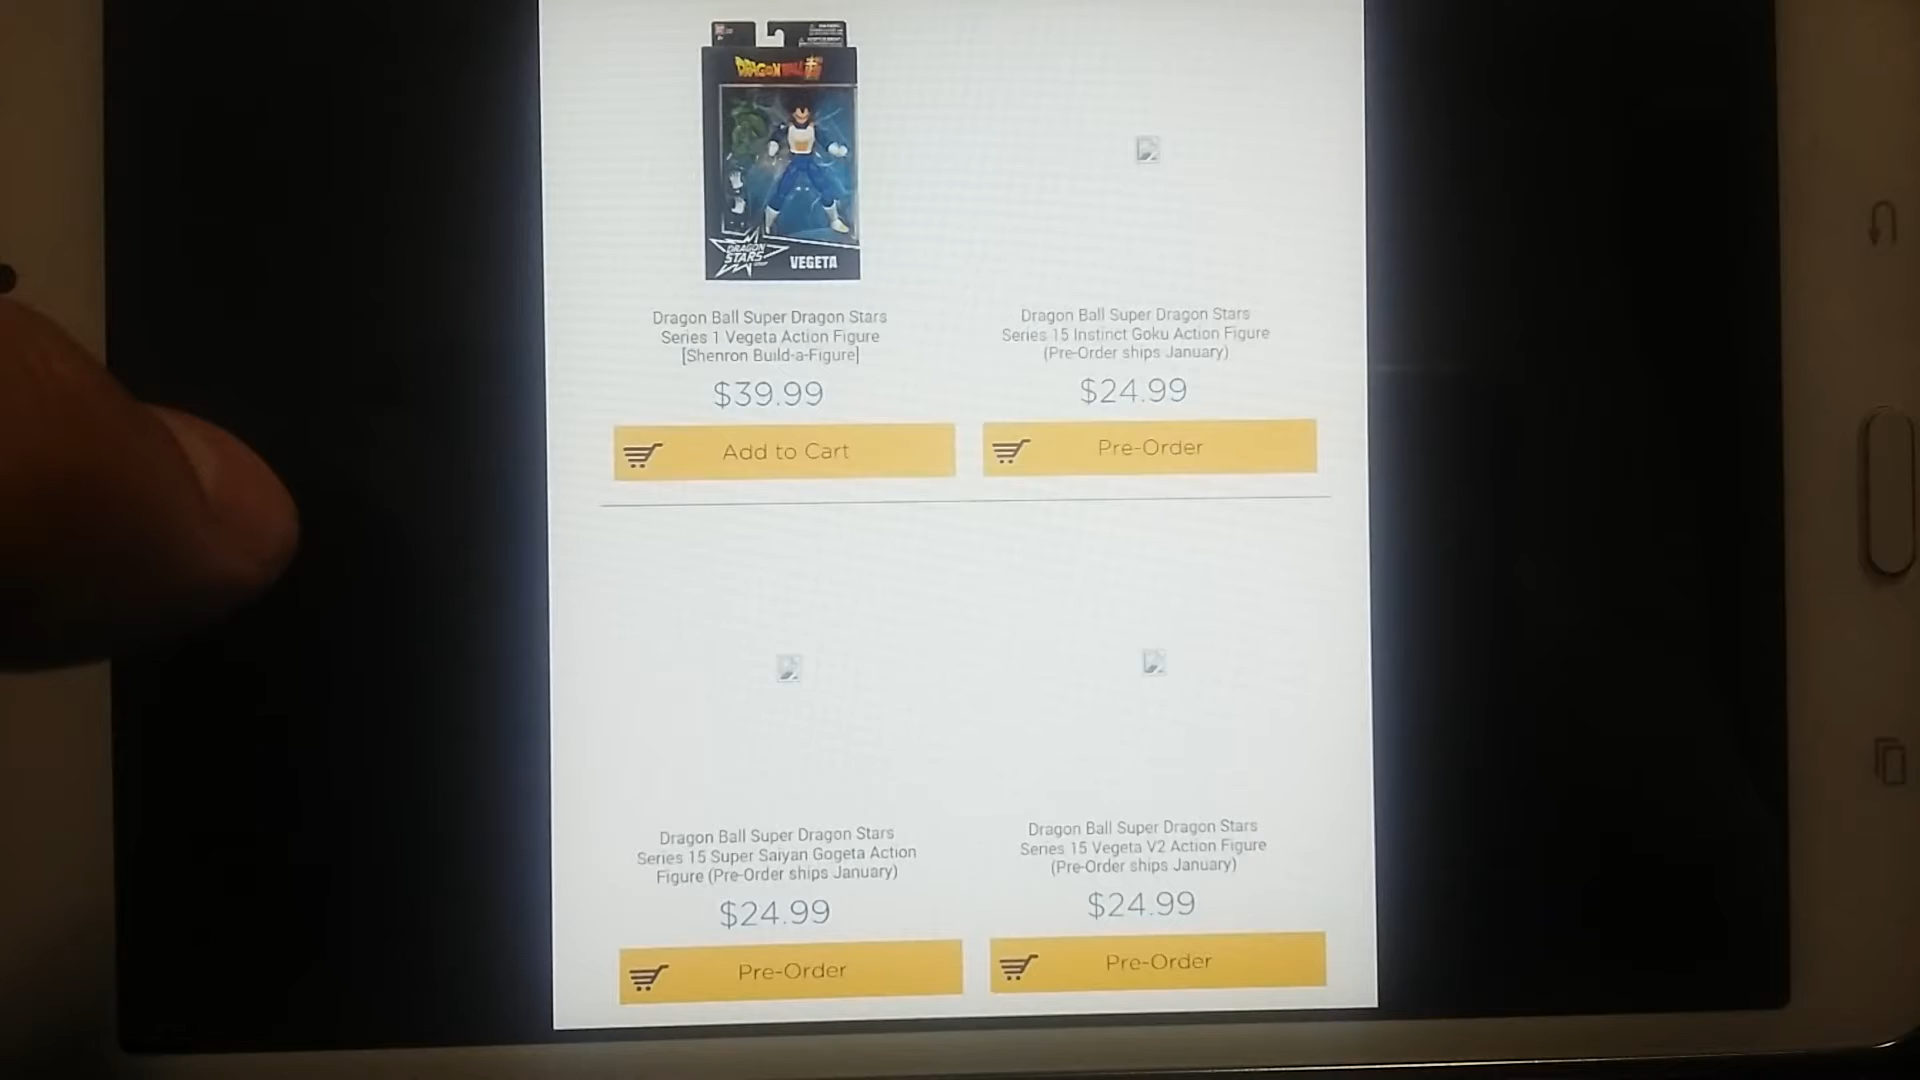 DRAGON BALL
DRAGON
STARS
VEGETA
Dragon Ball Super Dragon Stars
Series 1 Vegeta Action Figure
[Shenron Build-a-Figure]
$39.99
Add to Cart
Dragon Ball Super Dragon Stars
Series 15 Instinct Goku Action Figure
(Pre-Order ships January)
$24.99
Pre-Order
Dragon Ball Super Dragon Stars
Series 15 Super Saiyan Gogeta Action
Figure (Pre-Order ships January)
$24.99
Pre-Order
Dragon Ball Super Dragon Stars
Series 15 Vegeta V2 Action Figure
(Pre-Order ships January)
$24.99
Pre-Order